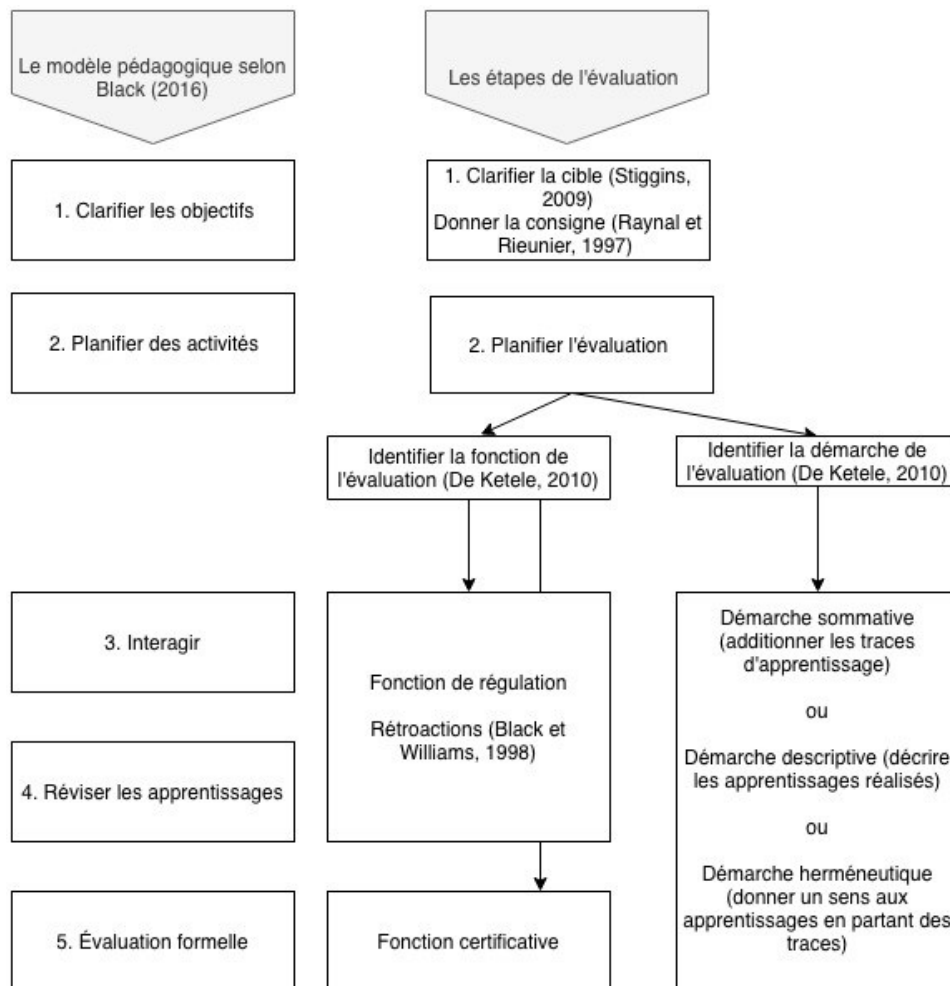 Le modèle pédagogique selon
Black (2016)
Les étapes de l'évaluation
1. Clarifier les objectifs
1. Clarifier la cible (Stiggins,
2009)
Donner la consigne (Raynal et
Rieunier, 1997)
2. Planifier des activités
2. Planifier l'évaluation
Identifier la fonction de
l'évaluation (De Ketele, 2010)
Identifier la démarche de
l'évaluation (De Ketele, 2010)
3. Interagir
4. Réviser les apprentissages
Fonction de régulation
Rétroactions (Black et
Williams, 1998)
Démarche sommative
(additionner les traces
d'apprentissage)
ou
Démarche descriptive (décrire
les apprentissages réalisés)
ou
Démarche herméneutique
(donner un sens aux
apprentissages en partant des
traces)
5. Évaluation formelle
Fonction certificative